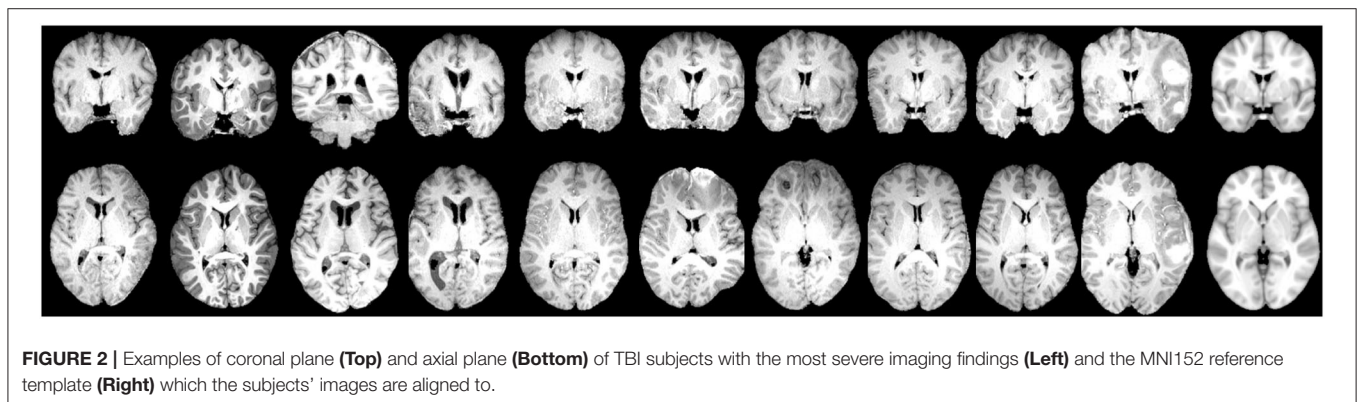 FIGURE 2 | Examples of coronal plane (Top) and axial plane (Bottom) of TBI subjects with the most severe imaging findings (Left) and the MNI152 reference
template (Right) which the subjects' images are aligned to.